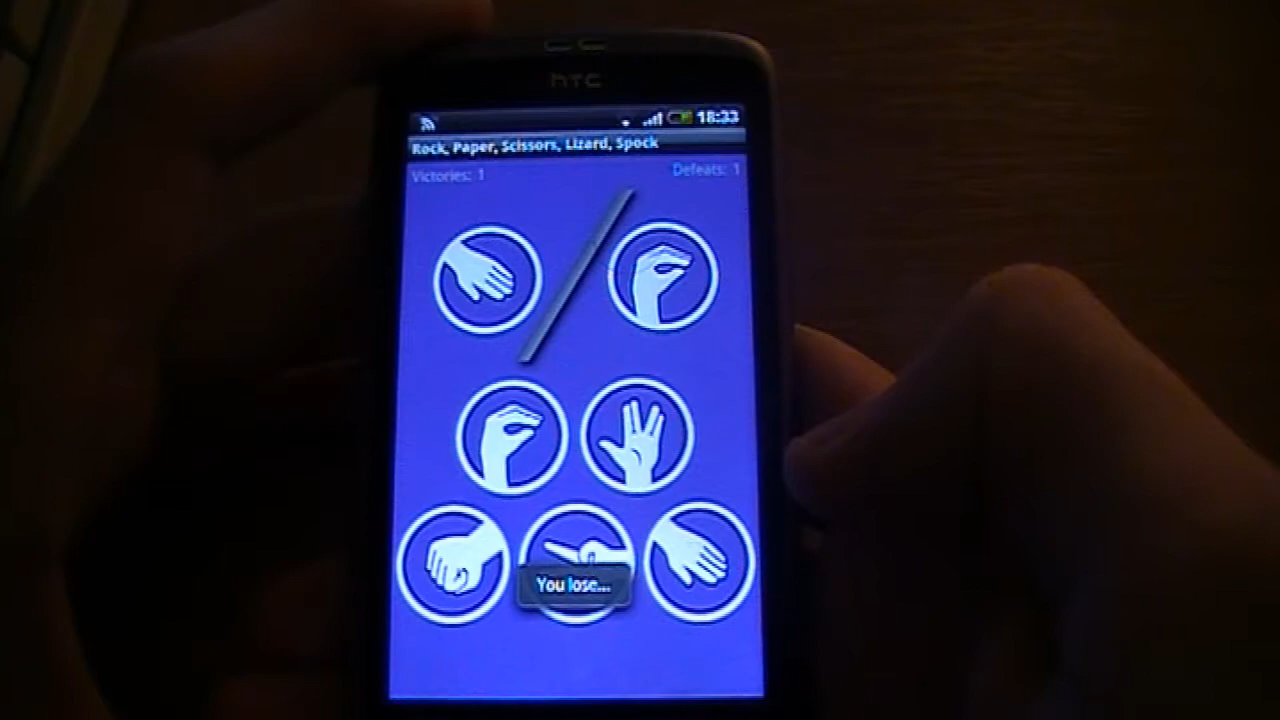 hTC
18:33
Rock, Paper, Scissors, Lizard, Spock
Victories: 1
Defeats: 1
You lose...